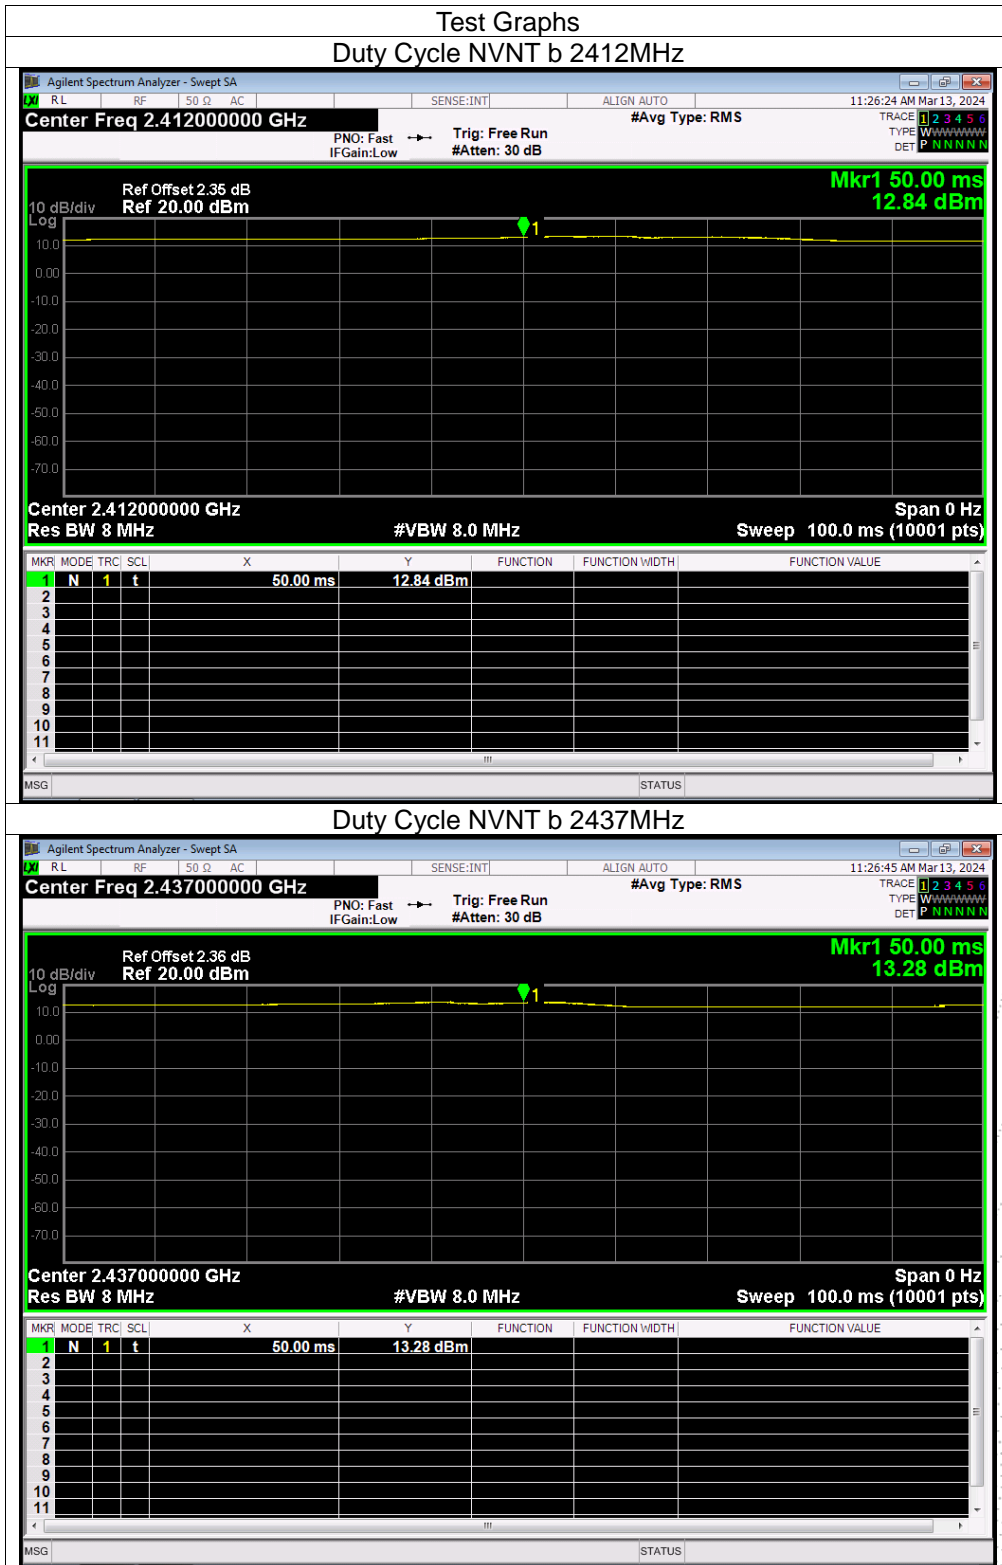 Test Graphs
Duty Cycle NVNT b 2412MHz
Agilent Spectrum Analyzer - Swept SA
LXI RL RF 50 Ω AC SENSE:INT ALIGN AUTO 11:26:24 AM Mar 13, 2024
Center Freq 2.412000000 GHz #Avg Type: RMS TRACE 1 2 3 4 5 6
PNO: Fast Trig: Free Run TYPE WWWWWW
IFGain:Low #Atten: 30 dB DET P N N N N N
Mkr1 50.00 ms
Ref Offset 2.35 dB
10 dB/div Ref 20.00 dBm 12.84 dBm
Log
1
10.0
0.00
-10.0
-20.0
-30.0
-40.0
-50.0
-60.0
-70.0
Center 2.412000000 GHz Span 0 Hz
Res BW 8 MHz #VBW 8.0 MHz Sweep 100.0 ms (10001 pts)
MKR MODE TRC SCL X Y FUNCTION FUNCTION WIDTH FUNCTION VALUE
1 N 1 t 50.00 ms 12.84 dBm
2
3
4
5
6
7
8
9
10
11
MSG STATUS
Duty Cycle NVNT b 2437MHz
Agilent Spectrum Analyzer - Swept SA
LXI RL RF 50 Ω AC SENSE:INT ALIGN AUTO 11:26:45 AM Mar 13, 2024
Center Freq 2.437000000 GHz #Avg Type: RMS TRACE 1 2 3 4 5 6
PNO: Fast Trig: Free Run TYPE WWWWWW
IFGain:Low #Atten: 30 dB DET P N N N N N
Mkr1 50.00 ms
Ref Offset 2.36 dB
10 dB/div Ref 20.00 dBm 13.28 dBm
Log
1
10.0
0.00
-10.0
-20.0
-30.0
-40.0
-50.0
-60.0
-70.0
Center 2.437000000 GHz Span 0 Hz
Res BW 8 MHz #VBW 8.0 MHz Sweep 100.0 ms (10001 pts)
MKR MODE TRC SCL X Y FUNCTION FUNCTION WIDTH FUNCTION VALUE
1 N 1 t 50.00 ms 13.28 dBm
2
3
4
5
6
7
8
9
10
11
MSG STATUS